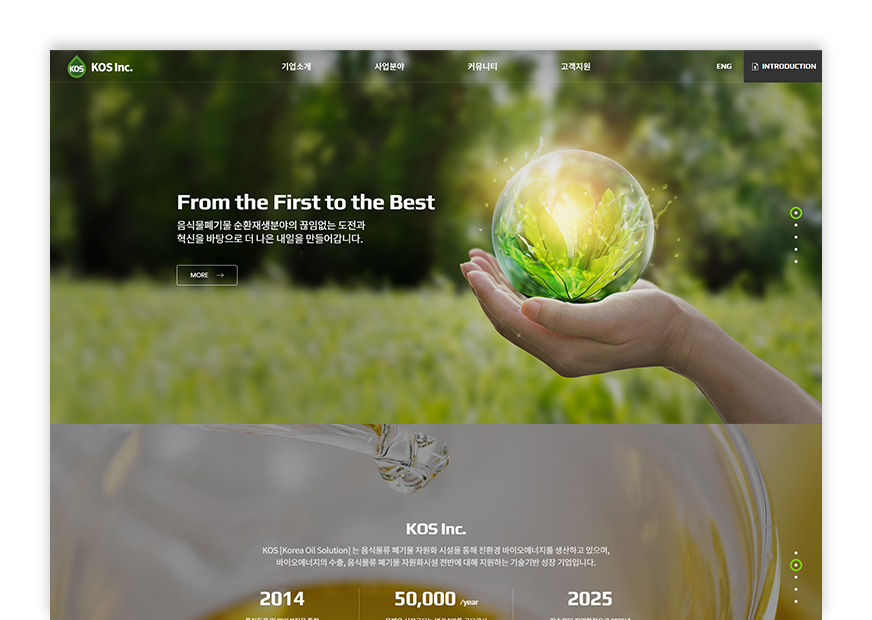 KOS KOS Inc.
기업소개
사업분야
커뮤니티
고객지원
ENG
INTRODUCTION
From the First to the Best
음식물폐기물 순환재생분야의 끊임없는 도전과
혁신을 바탕으로 더 나은 내일을 만들어갑니다.
MORE
KOS Inc.
KOS [Korea Oil Solution] 는 음식물류 폐기물 자원화 시설을 통해 친환경 바이오에너지를 생산하고 있으며,
바이오에너지의 수출, 음식물류 폐기물 자원화시설 전반에 대해 지원하는 기술기반 성장 기업입니다.
2014
50,000 /year
2025